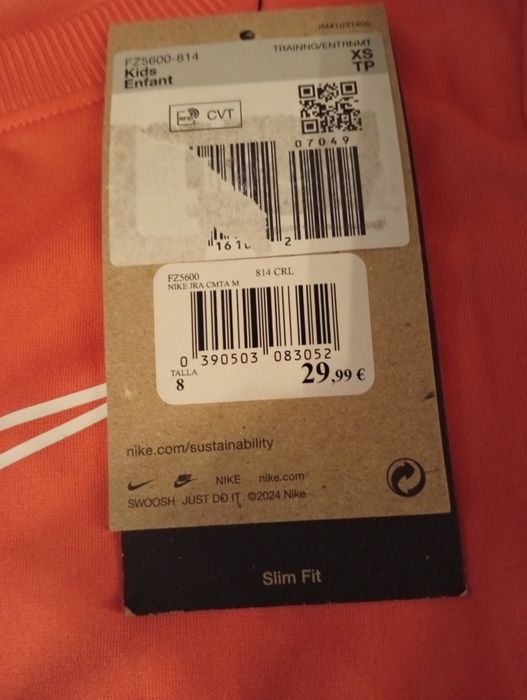 FZ5600-814
Kids
Enfant
TRAINNG/ENTRNMT
XS
TP
CVT
07049
FZ5600 814 CRL
NIKE JRA CMTA M
0 390503 083052
TALLA
8
29,99 €
nike.com/sustainability
NIKE nike.com
SWOOSH JUST DO IT ©2024 Nike
Slim Fit